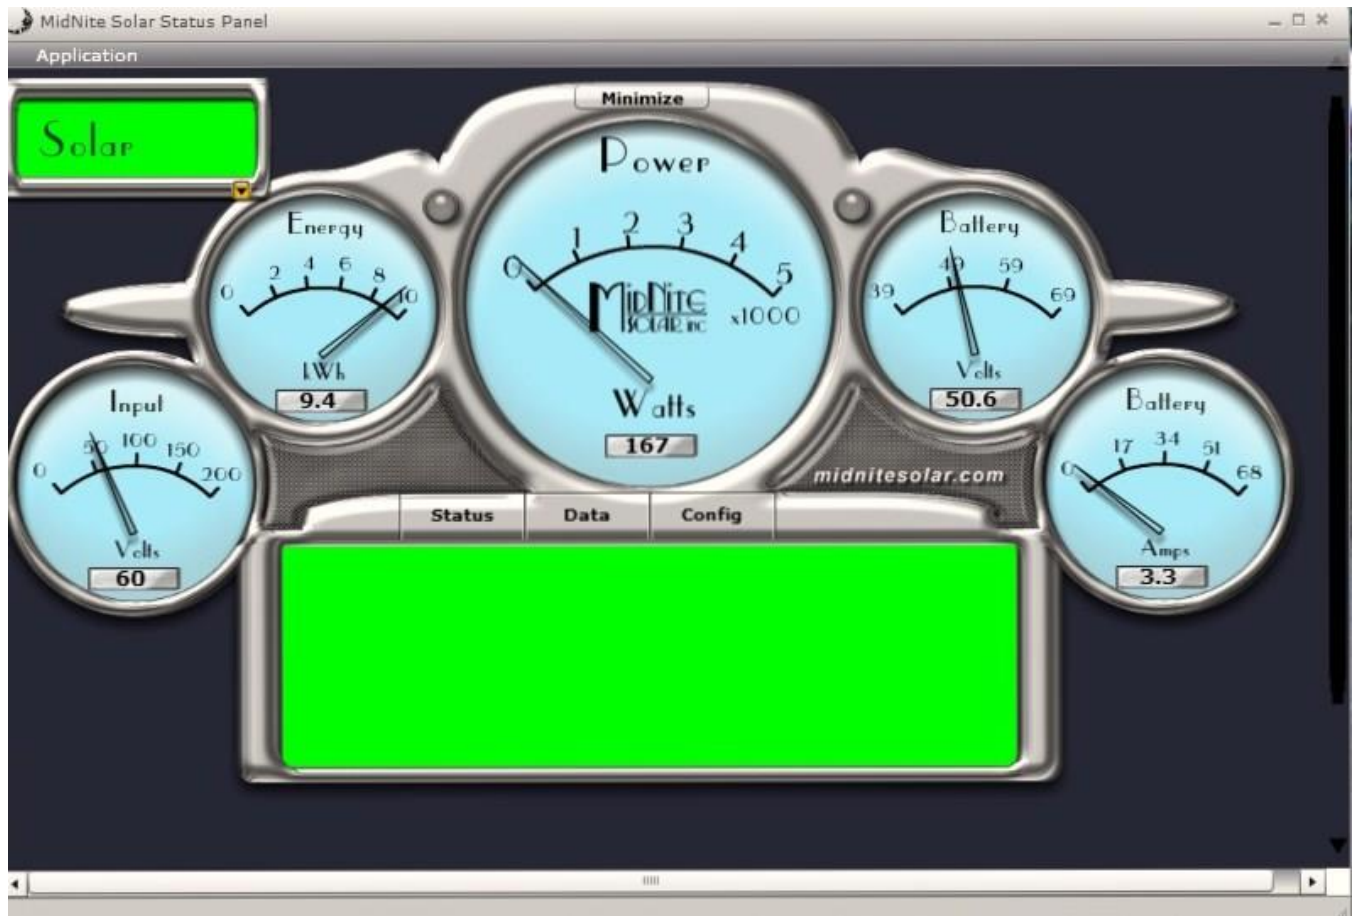 MidNite Solar Status Panel
Application
Solar
Minimize
Power
0 1 2 3 4 5
MidNite
SOLAR inc
x1000
Watts
167
Energy
0 2 4 6 8 10
kWh
9.4
Battery
39 49 59 69
Volts
50.6
Input
0 50 100 150 200
Volts
60
Battery
0 17 34 51 68
Amps
3.3
midnitesolar.com
Status Data Config